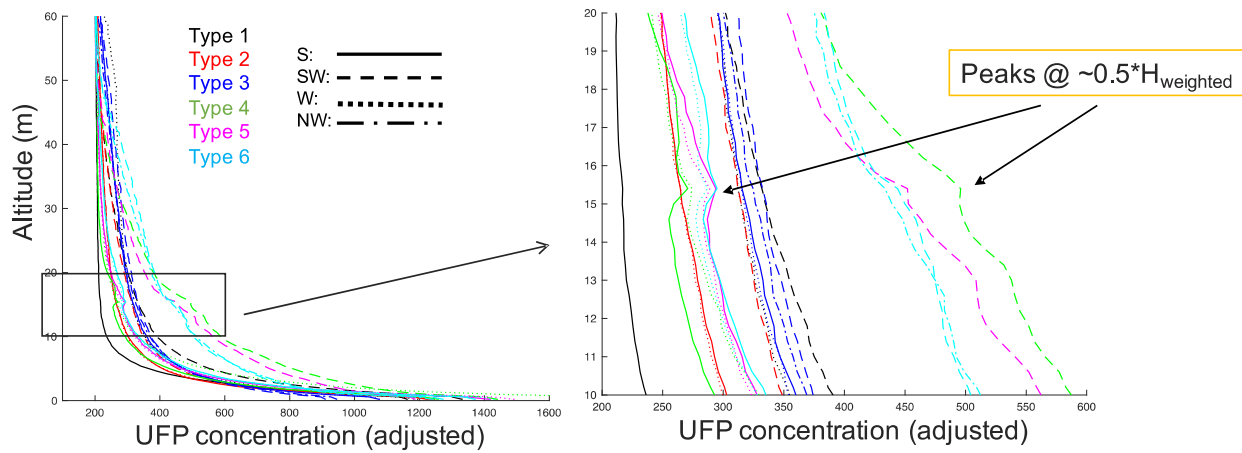 60
50
40
30
20
10
0
Altitude (m)
200
400
600
800
1000
1200
1400
1600
UFP concentration (adjusted)
Type 1
Type 2
Type 3
Type 4
Type 5
Type 6
S:
SW:
W:
NW:
20
19
18
17
16
15
14
13
12
11
10
200
250
300
350
400
450
500
550
600
UFP concentration (adjusted)
Peaks @ ~0.5*Hweighted